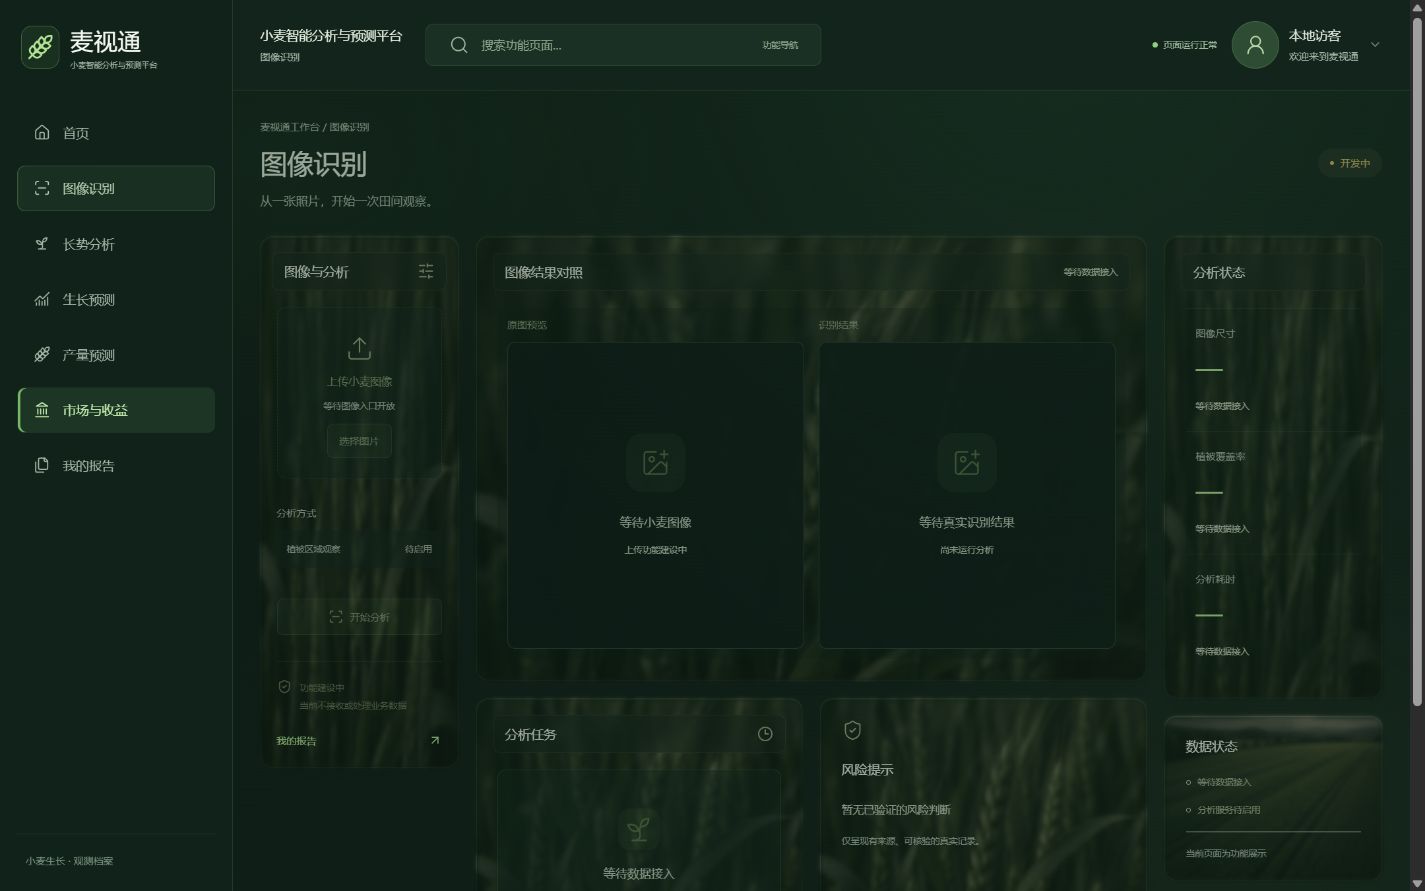 麦视通
小麦智能分析与预测平台
首页
图像识别
长势分析
生长预测
产量预测
市场与收益
我的报告
小麦生长 · 观测档案
小麦智能分析与预测平台
图像识别
搜索功能页面...
功能导航
页面运行正常
本地访客
欢迎来到麦视通
麦视通工作台 / 图像识别
图像识别
从一张照片，开始一次田间观察。
开发中
图像与分析
上传小麦图像
等待图像入口开放
选择图片
分析方式
植被区域观察
待启用
开始分析
功能建设中
当前不接收或处理业务数据
我的报告
图像结果对照
等待数据接入
原图预览
识别结果
等待小麦图像
上传功能建设中
等待真实识别结果
尚未运行分析
分析任务
等待数据接入
风险提示
暂无已验证的风险判断
仅呈现有来源、可核验的真实记录。
分析状态
图像尺寸
等待数据接入
植被覆盖率
等待数据接入
分析耗时
等待数据接入
数据状态
等待数据接入
分析服务待启用
当前页面为功能展示